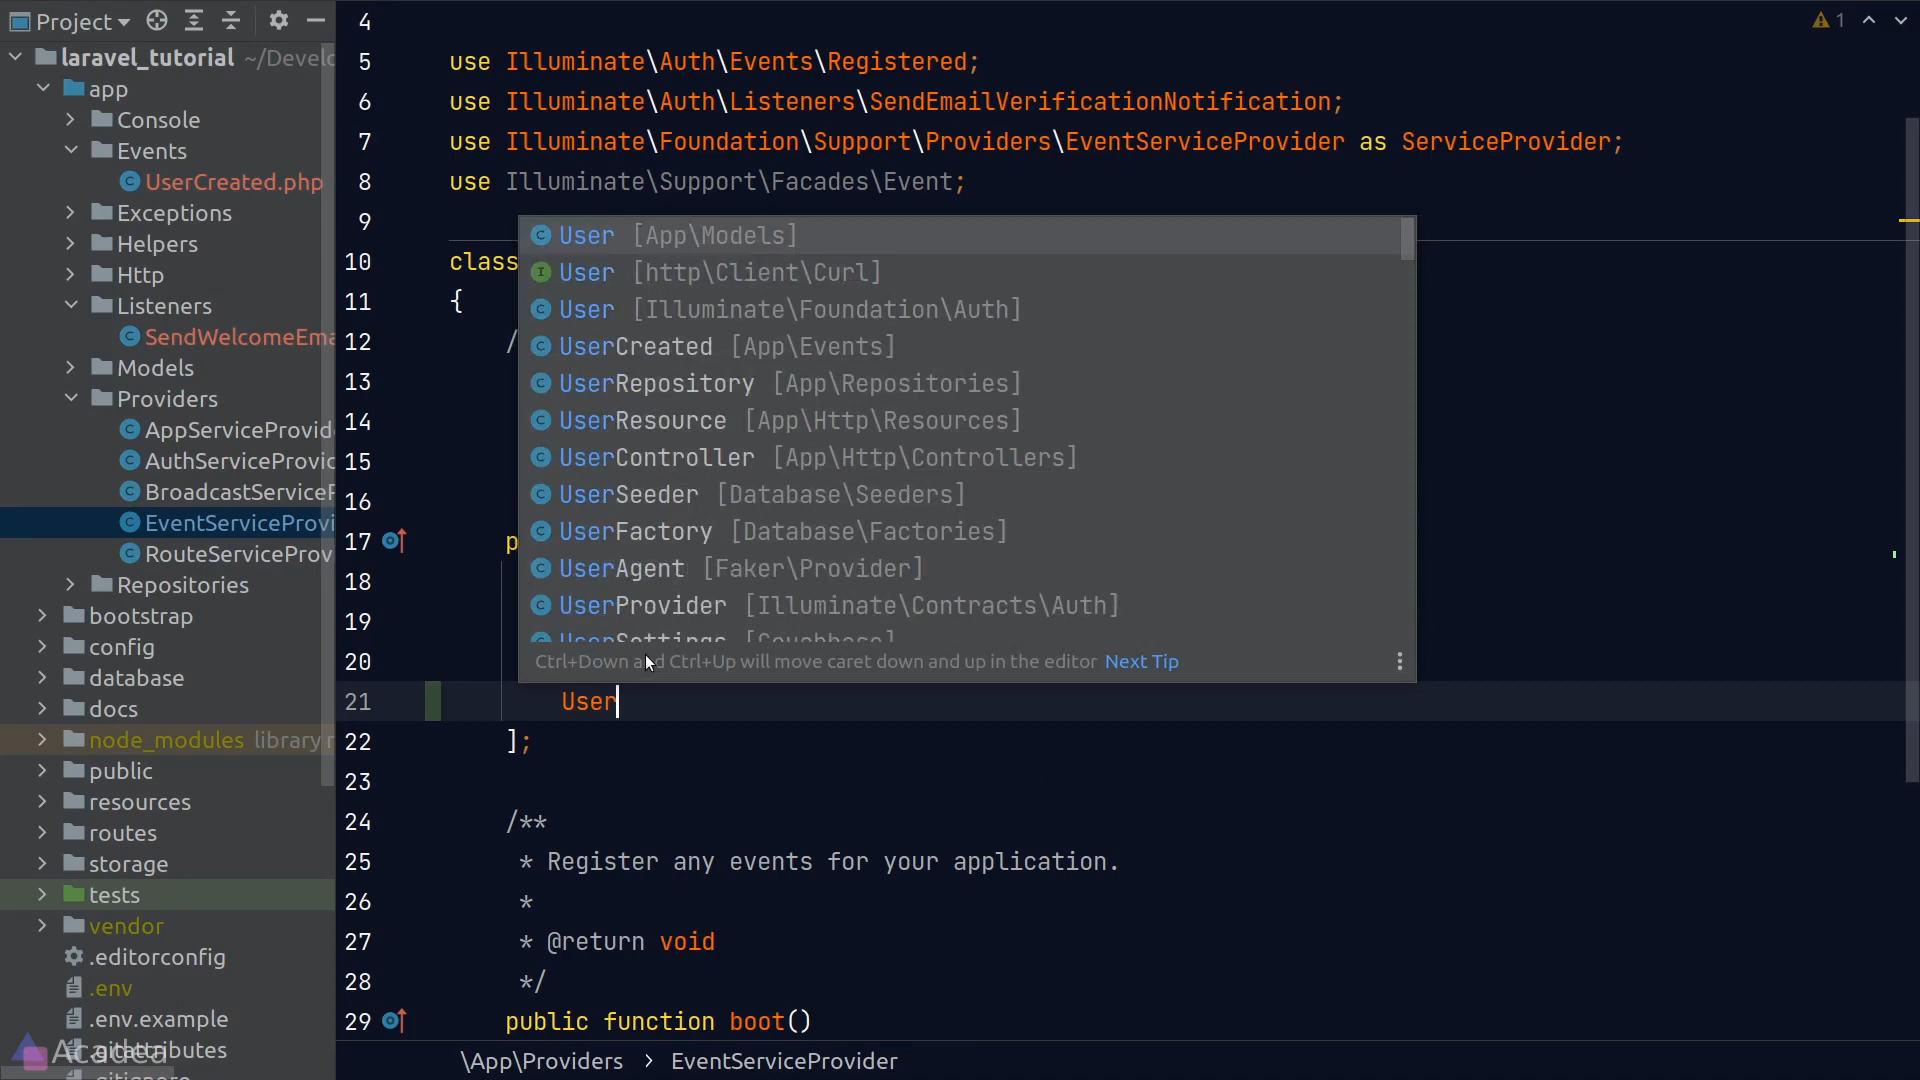 Project
laravel_tutorial ~/Develo
app
Console
Events
UserCreated.php
Exceptions
Helpers
Http
Listeners
SendWelcomeEma
Models
Providers
AppServiceProvid
AuthServiceProvic
BroadcastServiceF
EventServiceProvi
RouteServiceProv
Repositories
bootstrap
config
database
docs
node_modules library r
public
resources
routes
storage
tests
vendor
.editorconfig
.env
.env.example
.gitattributes
.gitignore
Acadea
1
4
5 use Illuminate\Auth\Events\Registered;
6 use Illuminate\Auth\Listeners\SendEmailVerificationNotification;
7 use Illuminate\Foundation\Support\Providers\EventServiceProvider as ServiceProvider;
8 use Illuminate\Support\Facades\Event;
9
10 class
11 {
12 /
13
14
15
16
17 p
18
19
20
User [App\Models]
User [http\Client\Curl]
User [Illuminate\Foundation\Auth]
UserCreated [App\Events]
UserRepository [App\Repositories]
UserResource [App\Http\Resources]
UserController [App\Http\Controllers]
UserSeeder [Database\Seeders]
UserFactory [Database\Factories]
UserAgent [Faker\Provider]
UserProvider [Illuminate\Contracts\Auth]
UserSettings [Couchbase]
Ctrl+Down and Ctrl+Up will move caret down and up in the editor Next Tip
21 User
22 ];
23
24 /**
25 * Register any events for your application.
26 *
27 * @return void
28 */
29 public function boot()
\App\Providers > EventServiceProvider